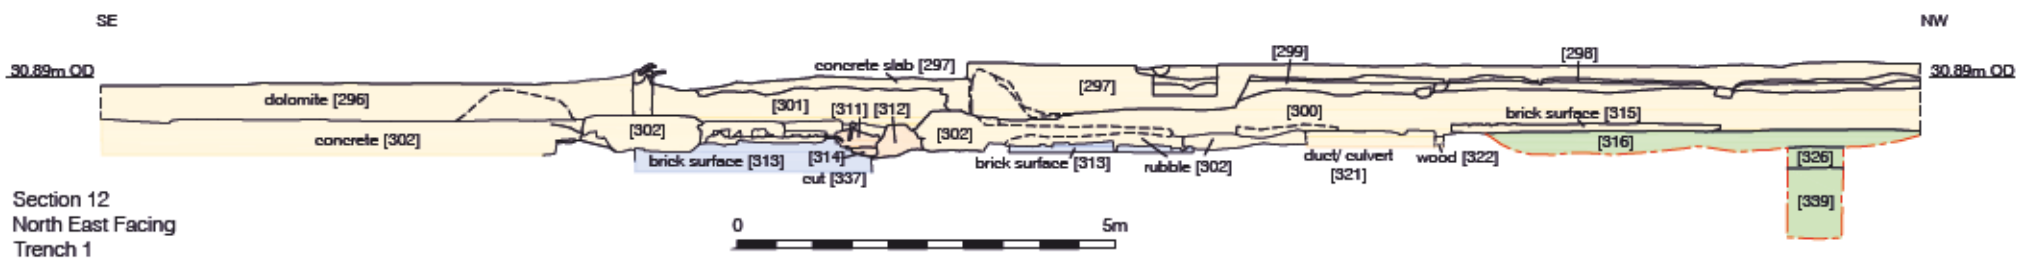 SE
NW
30.89m OD
concrete slab [297]
[299]
[298]
30.89m OD
dolomite [296]
[297]
[301]
[311] [312]
[300]
brick surface [315]
concrete [302]
[302]
[302]
[316]
brick surface [313]
[314]
cut [337]
brick surface [313]
rubble [302]
duct/ culvert
[321]
wood [322]
[326]
[339]
Section 12
North East Facing
Trench 1
0
5m